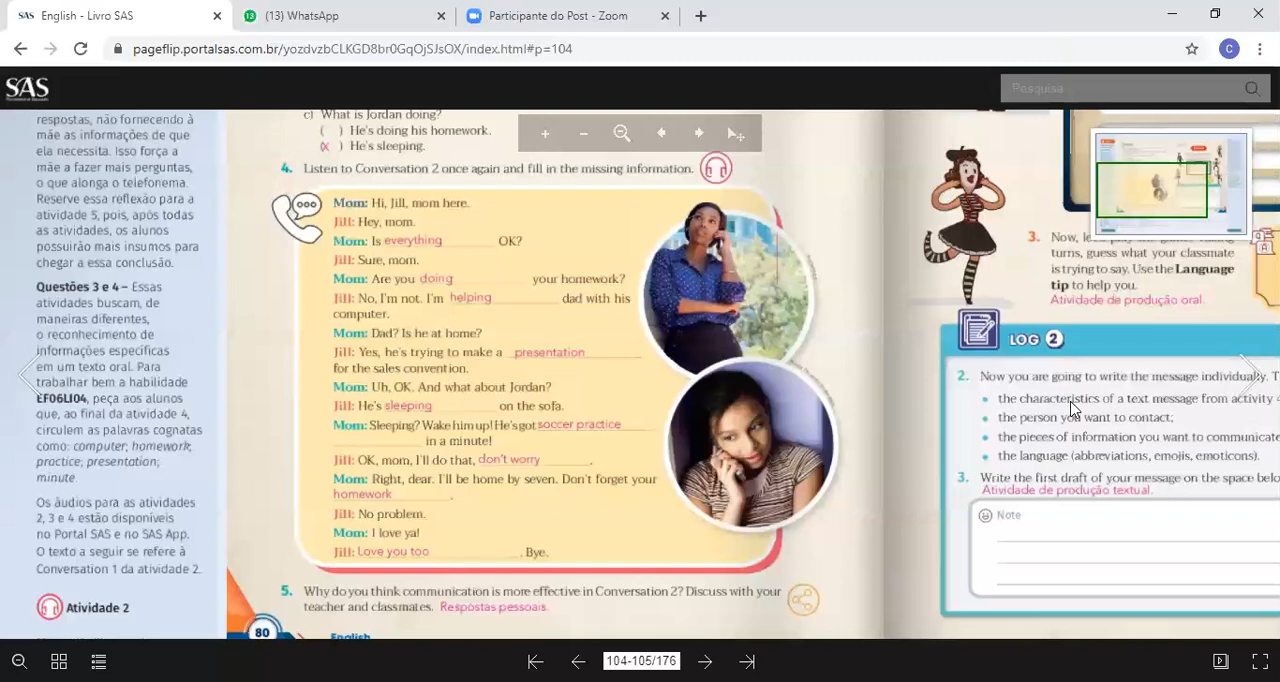 English - Livro SAS
(13) WhatsApp
Participante do Post - Zoom
pageflip.portalsas.com.br/yozdvzbCLKGD8br0GqOjSJsOX/index.html#p=104
C
SAS
Pesquisa
respostas, não fornecendo à
mãe as informações de que
ela necessita. Isso força a
mãe a fazer mais perguntas,
o que alonga o telefonema.
Reserve essa reflexão para a
atividade 5, pois, após todas
as atividades, os alunos
possuirão mais insumos para
chegar a essa conclusão.
Questões 3 e 4 – Essas
atividades buscam, de
maneiras diferentes,
o reconhecimento de
informações específicas
em um texto oral. Para
trabalhar bem a habilidade
EF06LI04, peça aos alunos
que, ao final da atividade 4,
circulem as palavras cognatas
como: computer; homework;
practice; presentation;
minute.
Os áudios para as atividades
2, 3 e 4 estão disponíveis
no Portal SAS e no SAS App.
O texto a seguir se refere à
Conversation 1 da atividade 2.
Atividade 2
c) What is Jordan doing?
( ) He's doing his homework.
(X) He's sleeping.
4. Listen to Conversation 2 once again and fill in the missing information.
Mom: Hi, Jill, mom here.
Jill: Hey, mom.
Mom: Is everything OK?
Jill: Sure, mom.
Mom: Are you doing your homework?
Jill: No, I'm not. I'm helping dad with his
computer.
Mom: Dad? Is he at home?
Jill: Yes, he's trying to make a presentation
for the sales convention.
Mom: Uh, OK. And what about Jordan?
Jill: He's sleeping on the sofa.
Mom: Sleeping? Wake him up! He's got soccer practice
in a minute!
Jill: OK, mom, I'll do that, don't worry.
Mom: Right, dear. I'll be home by seven. Don't forget your
homework.
Jill: No problem.
Mom: I love ya!
Jill: Love you too. Bye.
5. Why do you think communication is more effective in Conversation 2? Discuss with your
teacher and classmates. Respostas pessoais.
80
English
3. Now,
turns, guess what your classmate
is trying to say. Use the Language
tip to help you.
Atividade de produção oral.
LOG 2
2. Now you are going to write the message individually. T
the characteristics of a text message from activity 4
the person you want to contact;
the pieces of information you want to communicate
the language (abbreviations, emojis, emoticons).
3. Write the first draft of your message on the space belo
Atividade de produção textual.
Note
104-105/176